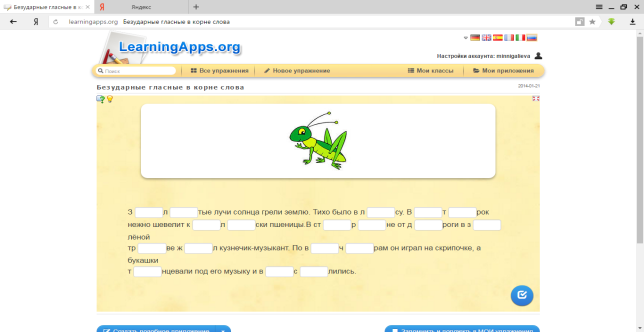 Безударные гласные в к
Яндекс
learningapps.org Безударные гласные в корне слова
LearningApps.org
Настройки аккаунта: minnigalieva
Поиск
Все упражнения
Новое упражнение
Мои классы
Мои приложения
Безударные гласные в корне слова
2014-01-21
З л тые лучи солнца грели землю. Тихо было в л су. В т рок
нежно шевелит к л ски пшеницы.В ст р не от д роги в з
лёной
тр ве ж л кузнечик-музыкант. По в ч рам он играл на скрипочке, а
букашки
т нцевали под его музыку и в с лились.
Создать подобное приложение